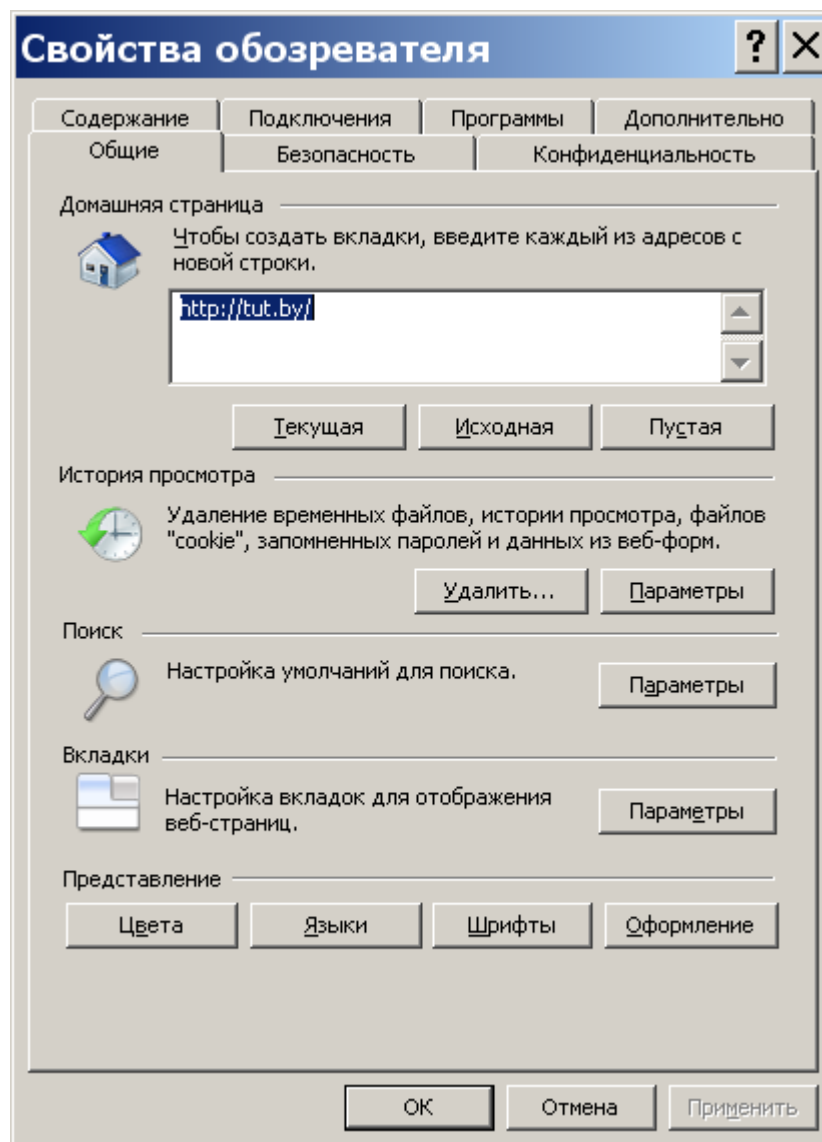 Свойства обозревателя
Содержание Подключения Программы Дополнительно
Общие Безопасность Конфиденциальность
Домашняя страница
Чтобы создать вкладки, введите каждый из адресов с
новой строки.
http://tut.by/
Текущая Исходная Пустая
История просмотра
Удаление временных файлов, истории просмотра, файлов
"cookie", запомненных паролей и данных из веб-форм.
Удалить... Параметры
Поиск
Настройка умолчаний для поиска.
Параметры
Вкладки
Настройка вкладок для отображения
веб-страниц.
Параметры
Представление
Цвета Языки Шрифты Оформление
ОК Отмена Применить